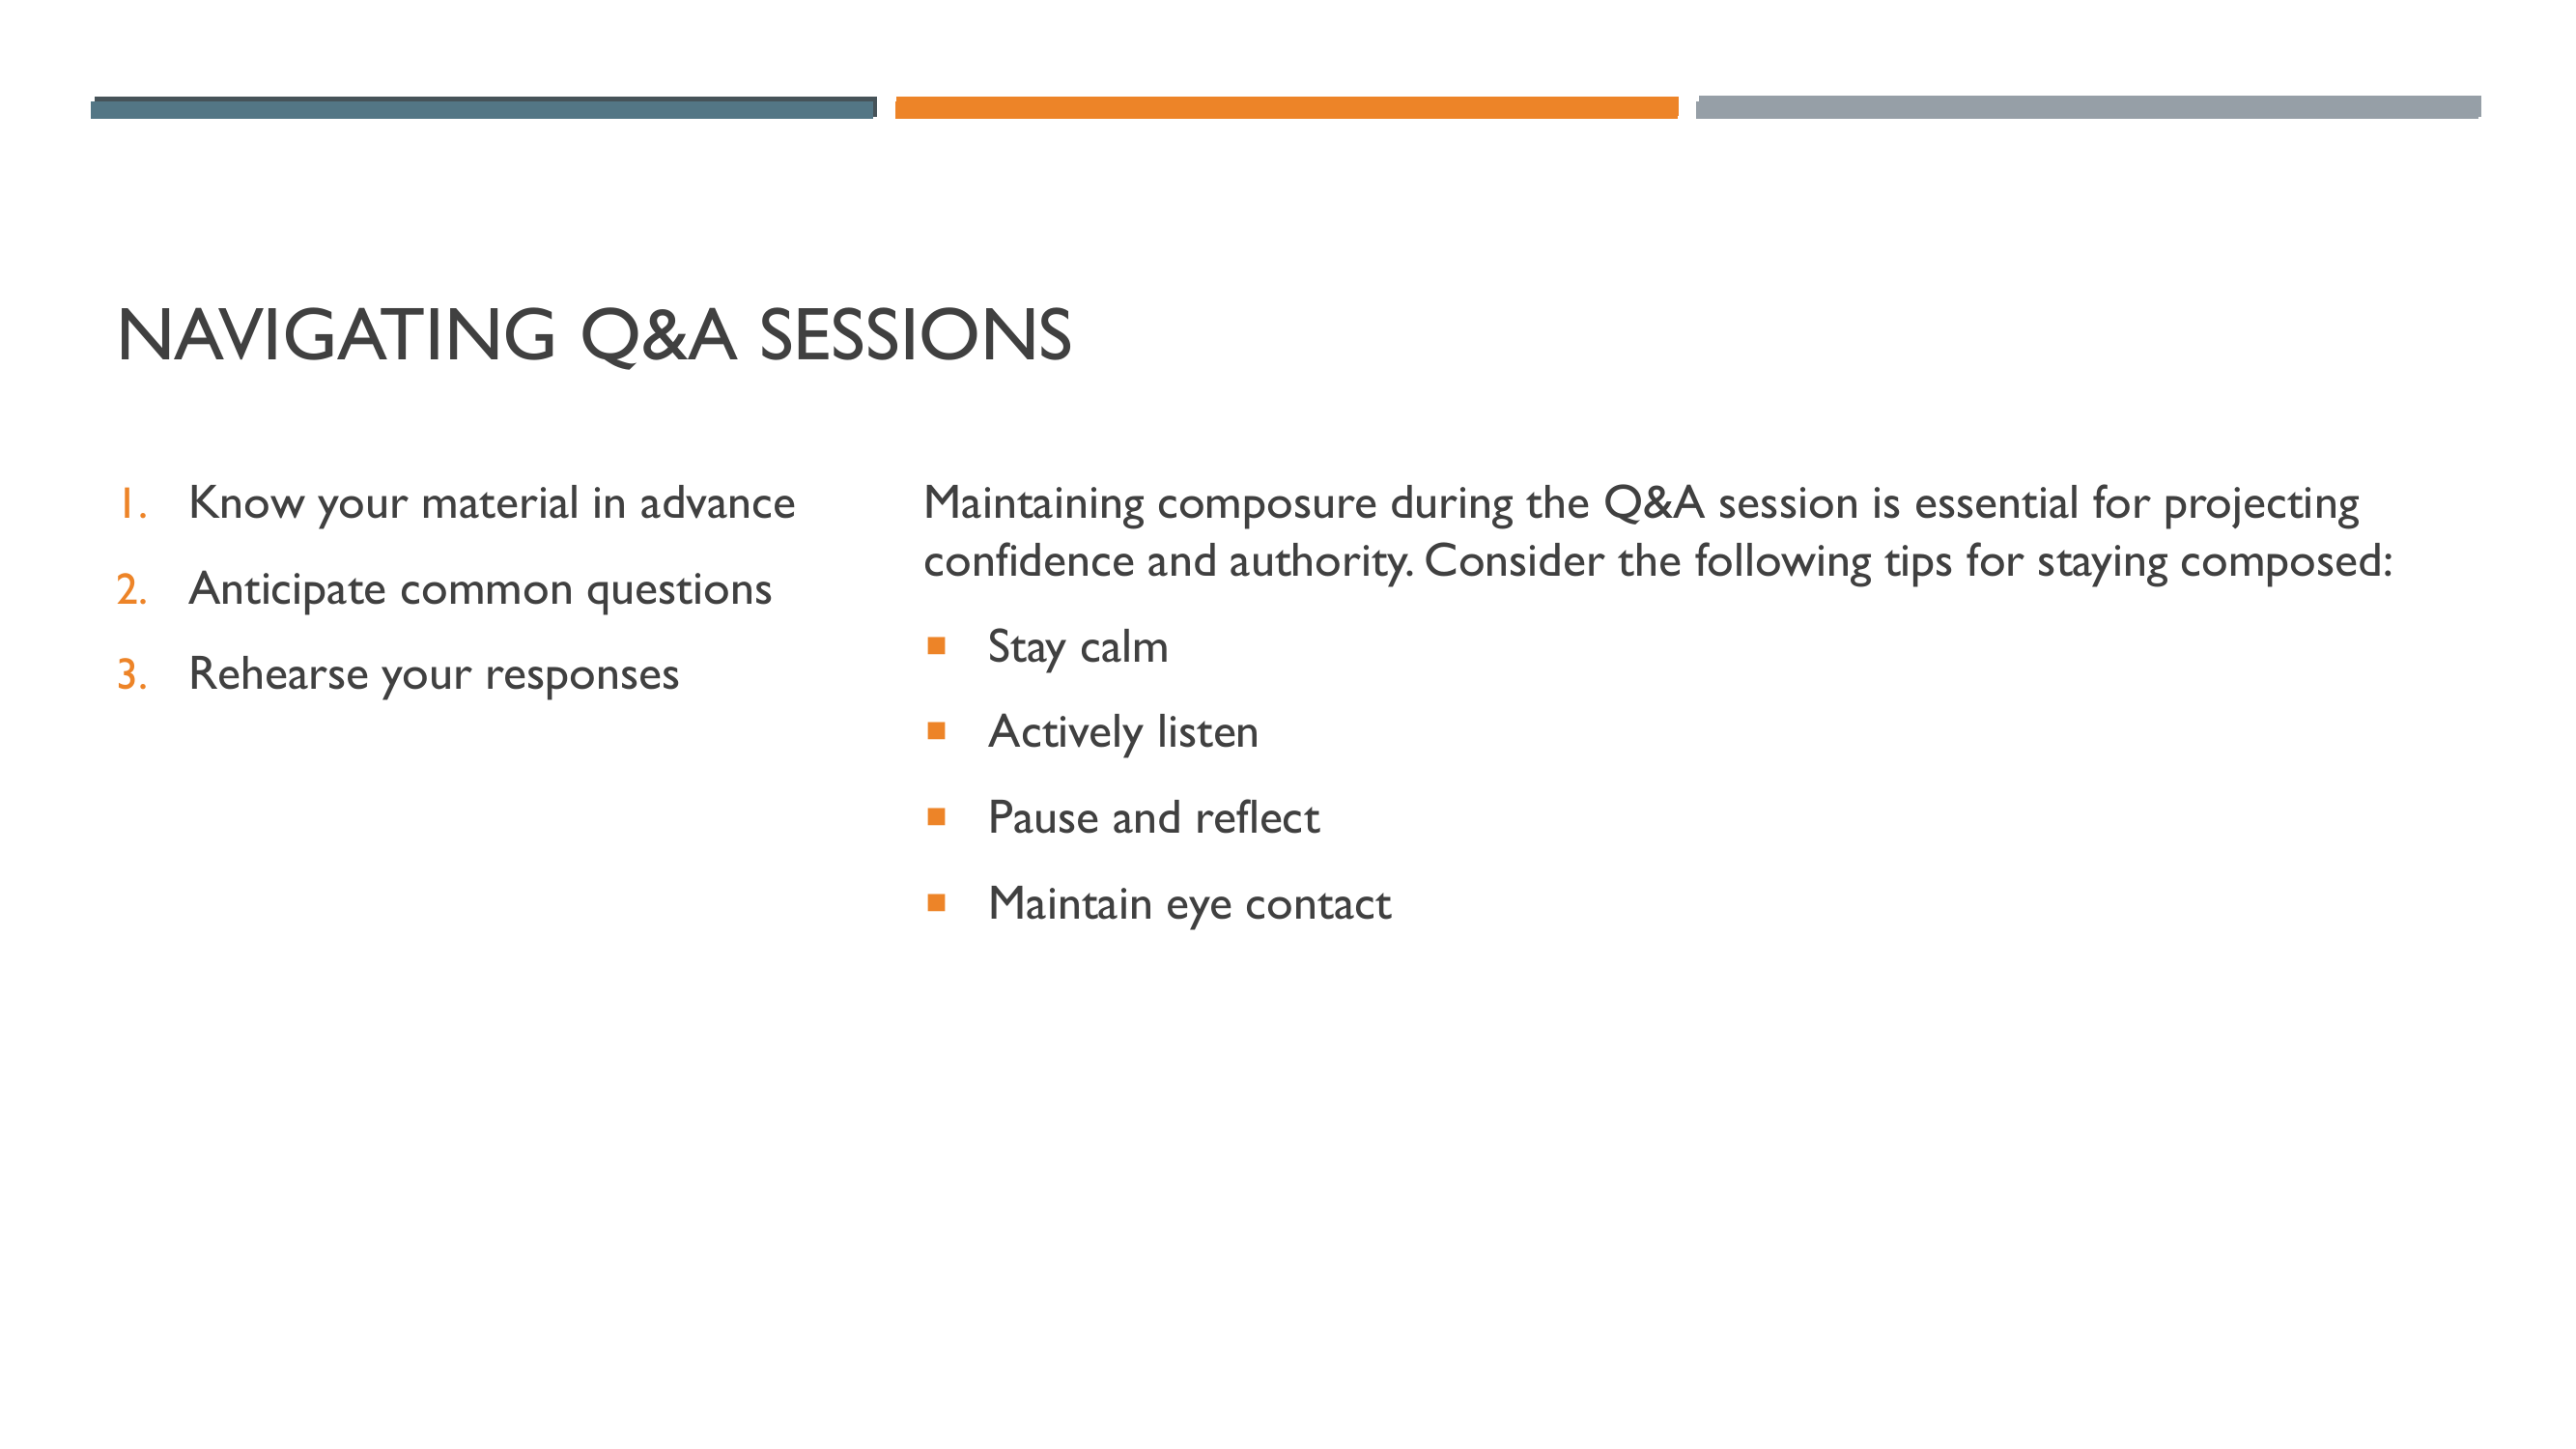 NAVIGATING Q&A SESSIONS
1. Know your material in advance
2. Anticipate common questions
3. Rehearse your responses
Maintaining composure during the Q&A session is essential for projecting
confidence and authority. Consider the following tips for staying composed:
▪ Stay calm
▪ Actively listen
▪ Pause and reflect
▪ Maintain eye contact